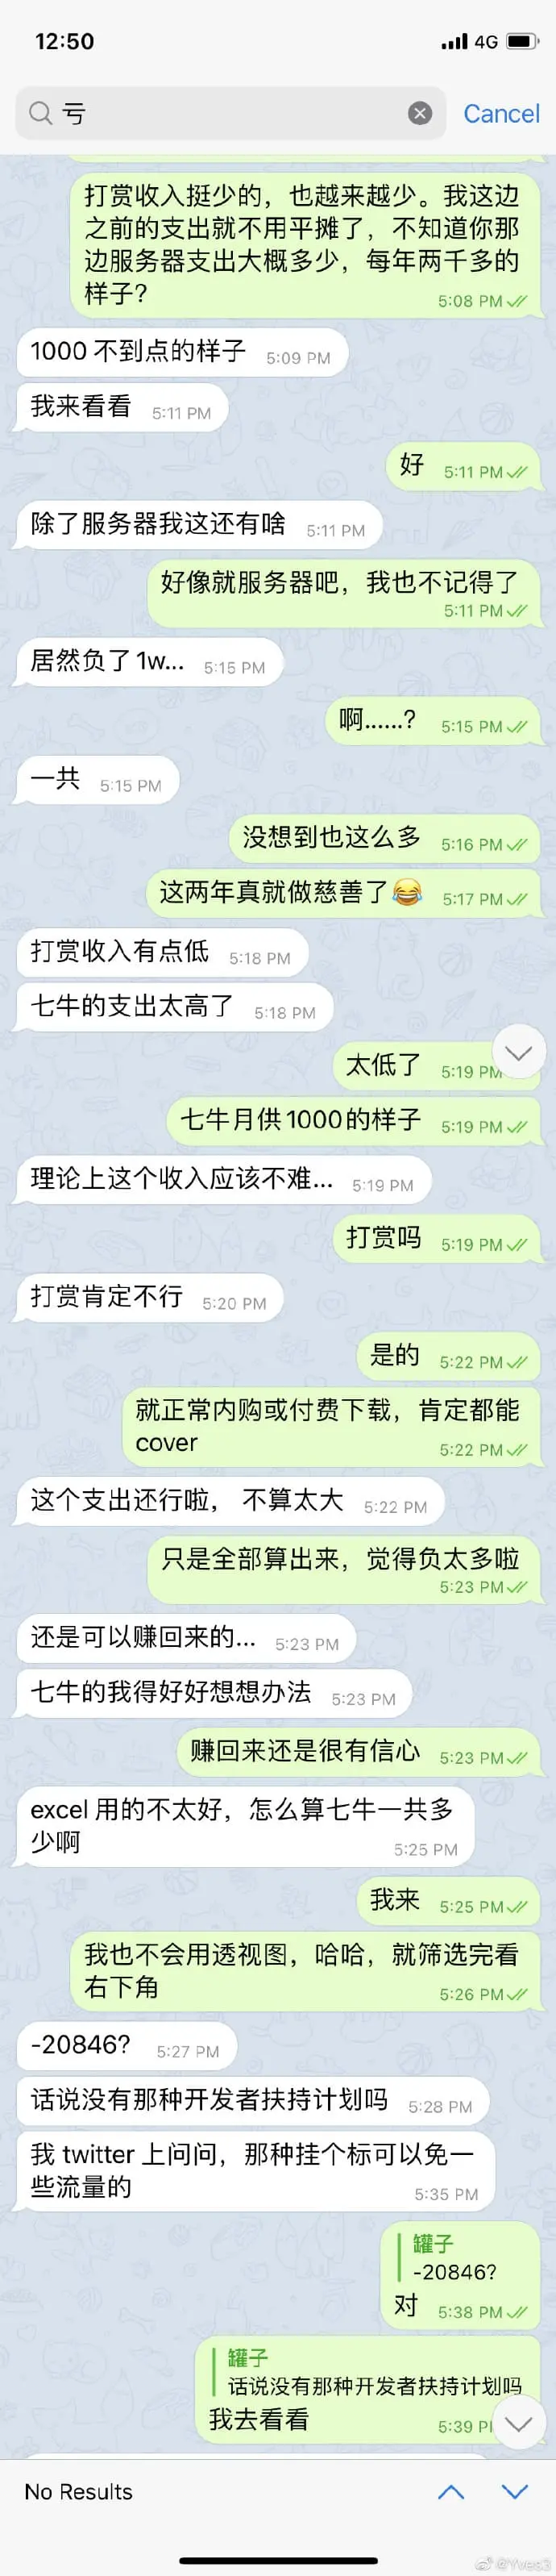 12:50
4G
亏
Cancel
打赏收入挺少的，也越来越少。我这边
之前的支出就不用平摊了，不知道你那
边服务器支出大概多少，每年两千多的
样子?
5:08 PM
1000 不到点的样子 5:09 PM
我来看看 5:11 PM
好 5:11 PM
除了服务器我这还有啥 5:11 PM
好像就服务器吧，我也不记得了
5:11 PM
居然负了 1w... 5:15 PM
啊......? 5:15 PM
一共 5:15 PM
没想到也这么多 5:16 PM
这两年真就做慈善了😂 5:17 PM
打赏收入有点低 5:18 PM
七牛的支出太高了 5:18 PM
太低了 5:19 PM
七牛月供1000的样子 5:19 PM
理论上这个收入应该不难... 5:19 PM
打赏吗 5:19 PM
打赏肯定不行 5:20 PM
是的 5:22 PM
就正常内购或付费下载，肯定都能
cover
5:22 PM
这个支出还行啦， 不算太大 5:22 PM
只是全部算出来，觉得负太多啦
5:23 PM
还是可以赚回来的... 5:23 PM
七牛的我得好好想想办法 5:23 PM
赚回来还是很有信心 5:23 PM
excel 用的不太好，怎么算七牛一共多
少啊
5:25 PM
我来 5:25 PM
我也不会用透视图，哈哈，就筛选完看
右下角
5:26 PM
-20846? 5:27 PM
话说没有那种开发者扶持计划吗 5:28 PM
我 twitter 上问问，那种挂个标可以免一
些流量的
5:35 PM
罐子
-20846?
对 5:38 PM
罐子
话说没有那种开发者扶持计划吗
我去看看 5:39 P
No Results
@Yves3